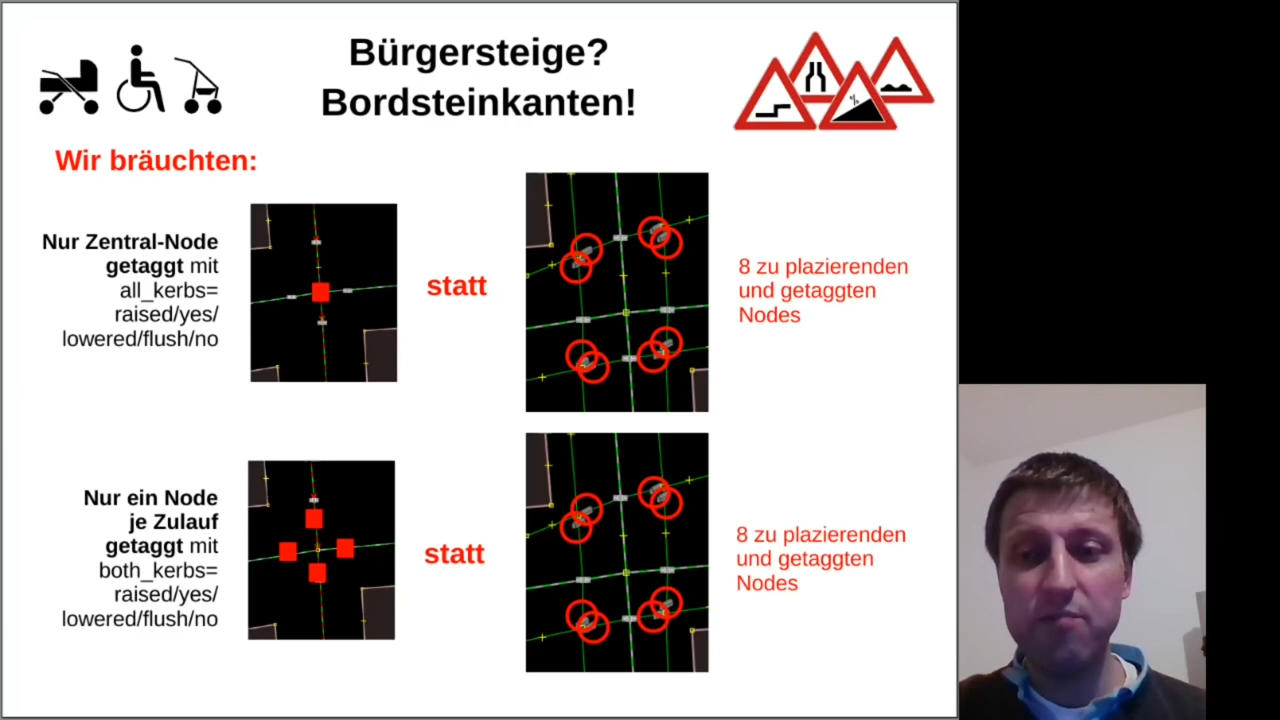 Bürgersteige?
Bordsteinkanten!
Wir bräuchten:
Nur Zentral-Node
getaggt mit
all_kerbs=
raised/yes/
lowered/flush/no
statt
8 zu plazierenden
und getaggten
Nodes
Nur ein Node
je Zulauf
getaggt mit
both_kerbs=
raised/yes/
lowered/flush/no
statt
8 zu plazierenden
und getaggten
Nodes